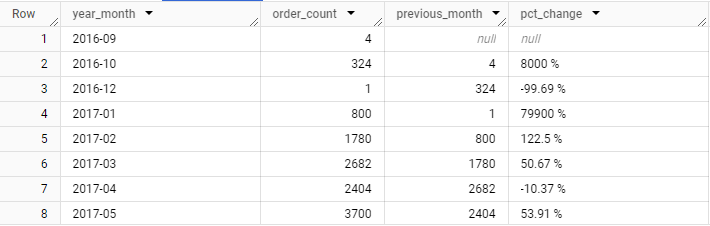 Row year_month order_count previous_month pct_change
1 2016-09 4 null null
2 2016-10 324 4 8000 %
3 2016-12 1 324 -99.69 %
4 2017-01 800 1 79900 %
5 2017-02 1780 800 122.5 %
6 2017-03 2682 1780 50.67 %
7 2017-04 2404 2682 -10.37 %
8 2017-05 3700 2404 53.91 %